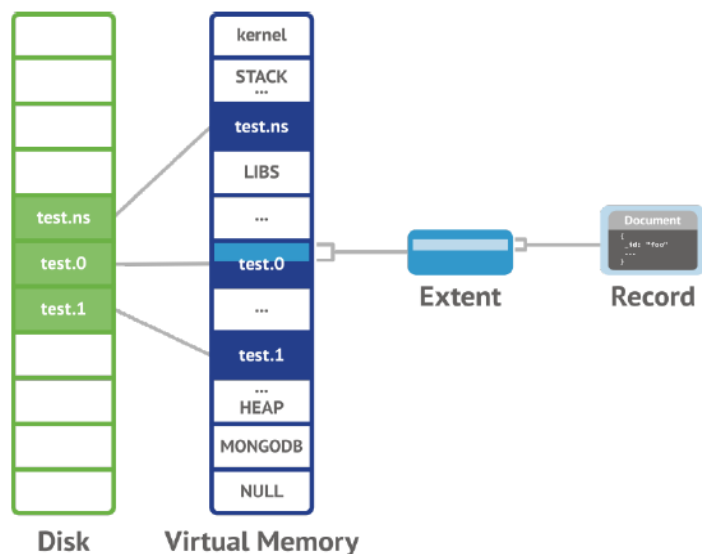 kernel
STACK
...
test.ns
LIBS
...
test.0
...
test.1
...
HEAP
MONGODB
NULL
test.ns
test.0
test.1
Extent
Document
{
_id: "foo"
...
}
Record
Disk
Virtual Memory